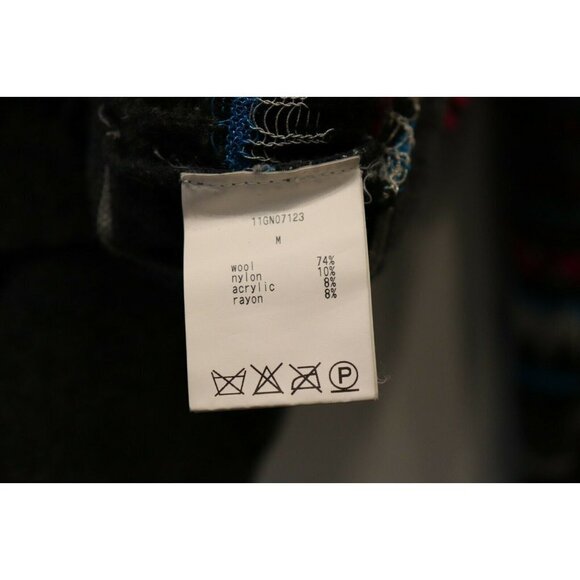 11GN07123
M
wool 74%
nylon 10%
acrylic 8%
rayon 8%
P